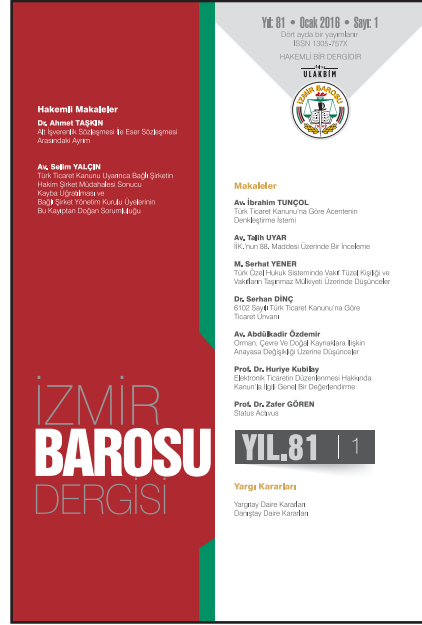 Hakemli Makaleler
Dr. Ahmet TAŞKIN
Alt İşverenlik Sözleşmesi ile Eser Sözleşmesi
Arasındaki Ayrım
Av. Selim YALÇIN
Türk Ticaret Kanunu Uyarınca Bağlı Şirketin
Hakim Şirket Müdahalesi Sonucu
Kayba Uğratılması ve
Bağlı Şirket Yönetim Kurulu Üyelerinin
Bu Kayıptan Doğan Sorumluluğu
İZMİR
BAROSU
DERGİSİ
Yıl: 81 • Ocak 2016 • Sayı: 1
Dört ayda bir yayımlanır
ISSN 1305-757X
HAKEMLİ BİR DERGİDİR
ULAKBİM
İZMİR BAROSU
Makaleler
Av. İbrahim TUNÇOL
Türk Ticaret Kanunu'na Göre Acentenin
Denkleştirme İstemi
Av. Talih UYAR
İİK.'nun 88. Maddesi Üzerinde Bir İnceleme
M. Serhat YENER
Türk Özel Hukuk Sisteminde Vakıf Tüzel Kişiliği ve
Vakıfların Taşınmaz Mülkiyeti Üzerinde Düşünceler
Dr. Serhan DİNÇ
6102 Sayılı Türk Ticaret Kanunu'na Göre
Ticaret Unvanı
Av. Abdülkadir Özdemir
Orman, Çevre Ve Doğal Kaynaklara İlişkin
Anayasa Değişikliği Üzerine Düşünceler
Prof. Dr. Huriye Kubilay
Elektronik Ticaretin Düzenlenmesi Hakkında
Kanun'la İlgili Genel Bir Değerlendirme
Prof. Dr. Zafer GÖREN
Status Activus
YIL.81 | 1
Yargı Kararları
Yargıtay Daire Kararları
Danıştay Daire Kararları